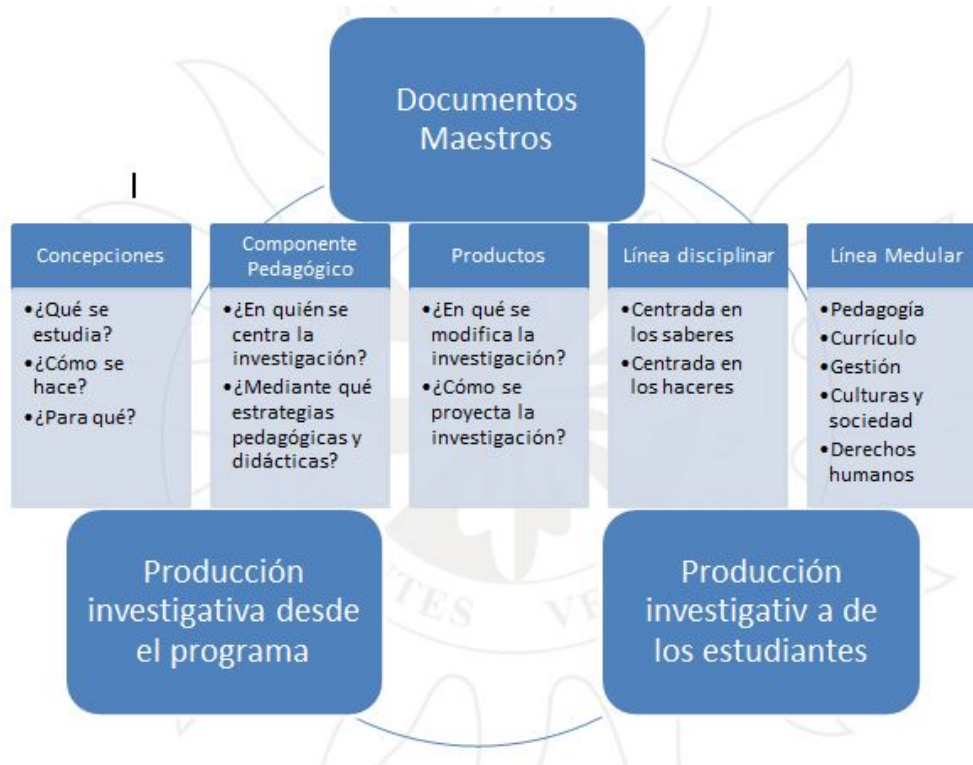 Documentos
Maestros
Concepciones
•¿Qué se
estudia?
•¿Cómo se
hace?
•¿Para qué?
Componente
Pedagógico
•¿En quién se
centra la
investigación?
•¿Mediante qué
estrategias
pedagógicas y
didácticas?
Productos
•¿En qué se
modifica la
investigación?
•¿Cómo se
proyecta la
investigación?
Línea disciplinar
•Centrada en
los saberes
•Centrada en
los haceres
Línea Medular
•Pedagogía
•Currículo
•Gestión
•Culturas y
sociedad
•Derechos
humanos
Producción
investigativa desde
el programa
Producción
investigativ a de
los estudiantes